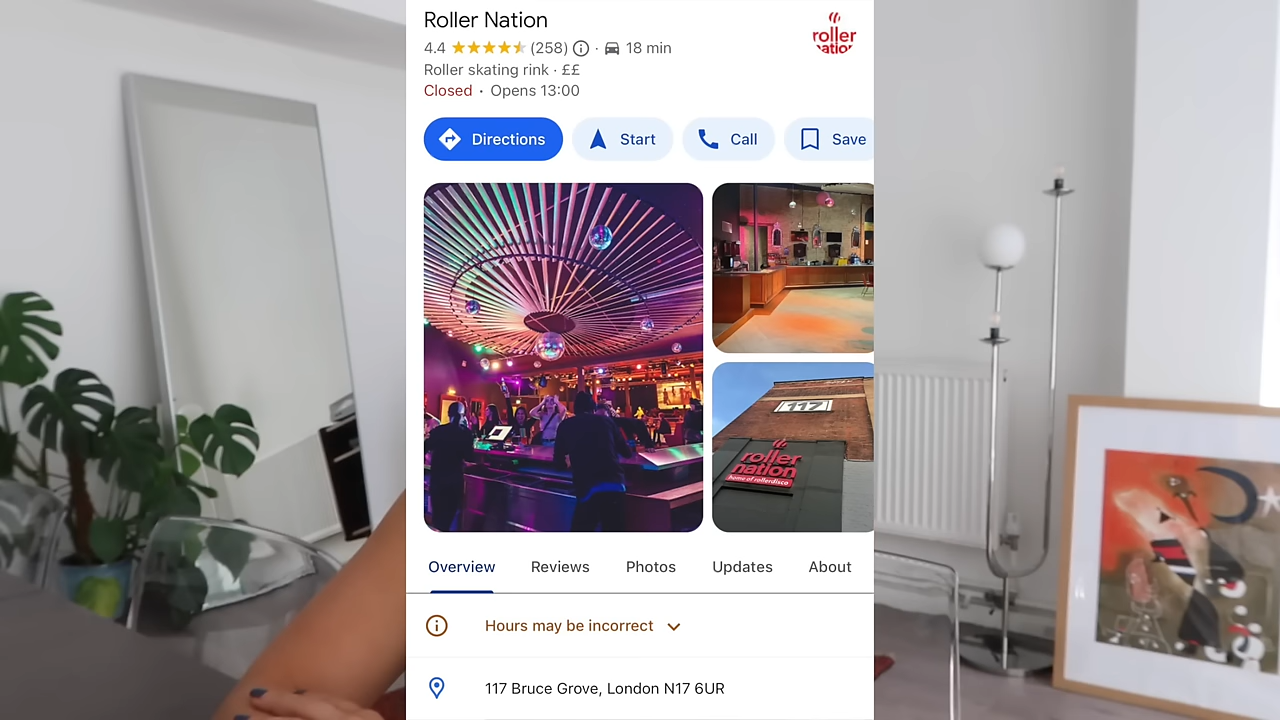 Roller Nation
4.4 (258) · 18 min
Roller skating rink · ££
Closed · Opens 13:00
roller
nation
Directions
Start
Call
Save
117
roller
nation
home of rollerdisco
Overview
Reviews
Photos
Updates
About
Hours may be incorrect
117 Bruce Grove, London N17 6UR